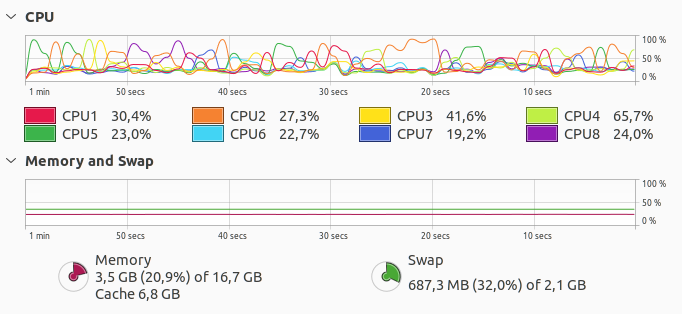 CPU
100 %
50 %
0 %
1 min 50 secs 40 secs 30 secs 20 secs 10 secs
CPU1 30,4% CPU2 27,3% CPU3 41,6% CPU4 65,7%
CPU5 23,0% CPU6 22,7% CPU7 19,2% CPU8 24,0%
Memory and Swap
100 %
50 %
0 %
1 min 50 secs 40 secs 30 secs 20 secs 10 secs
Memory
3,5 GB (20,9%) of 16,7 GB
Cache 6,8 GB
Swap
687,3 MB (32,0%) of 2,1 GB